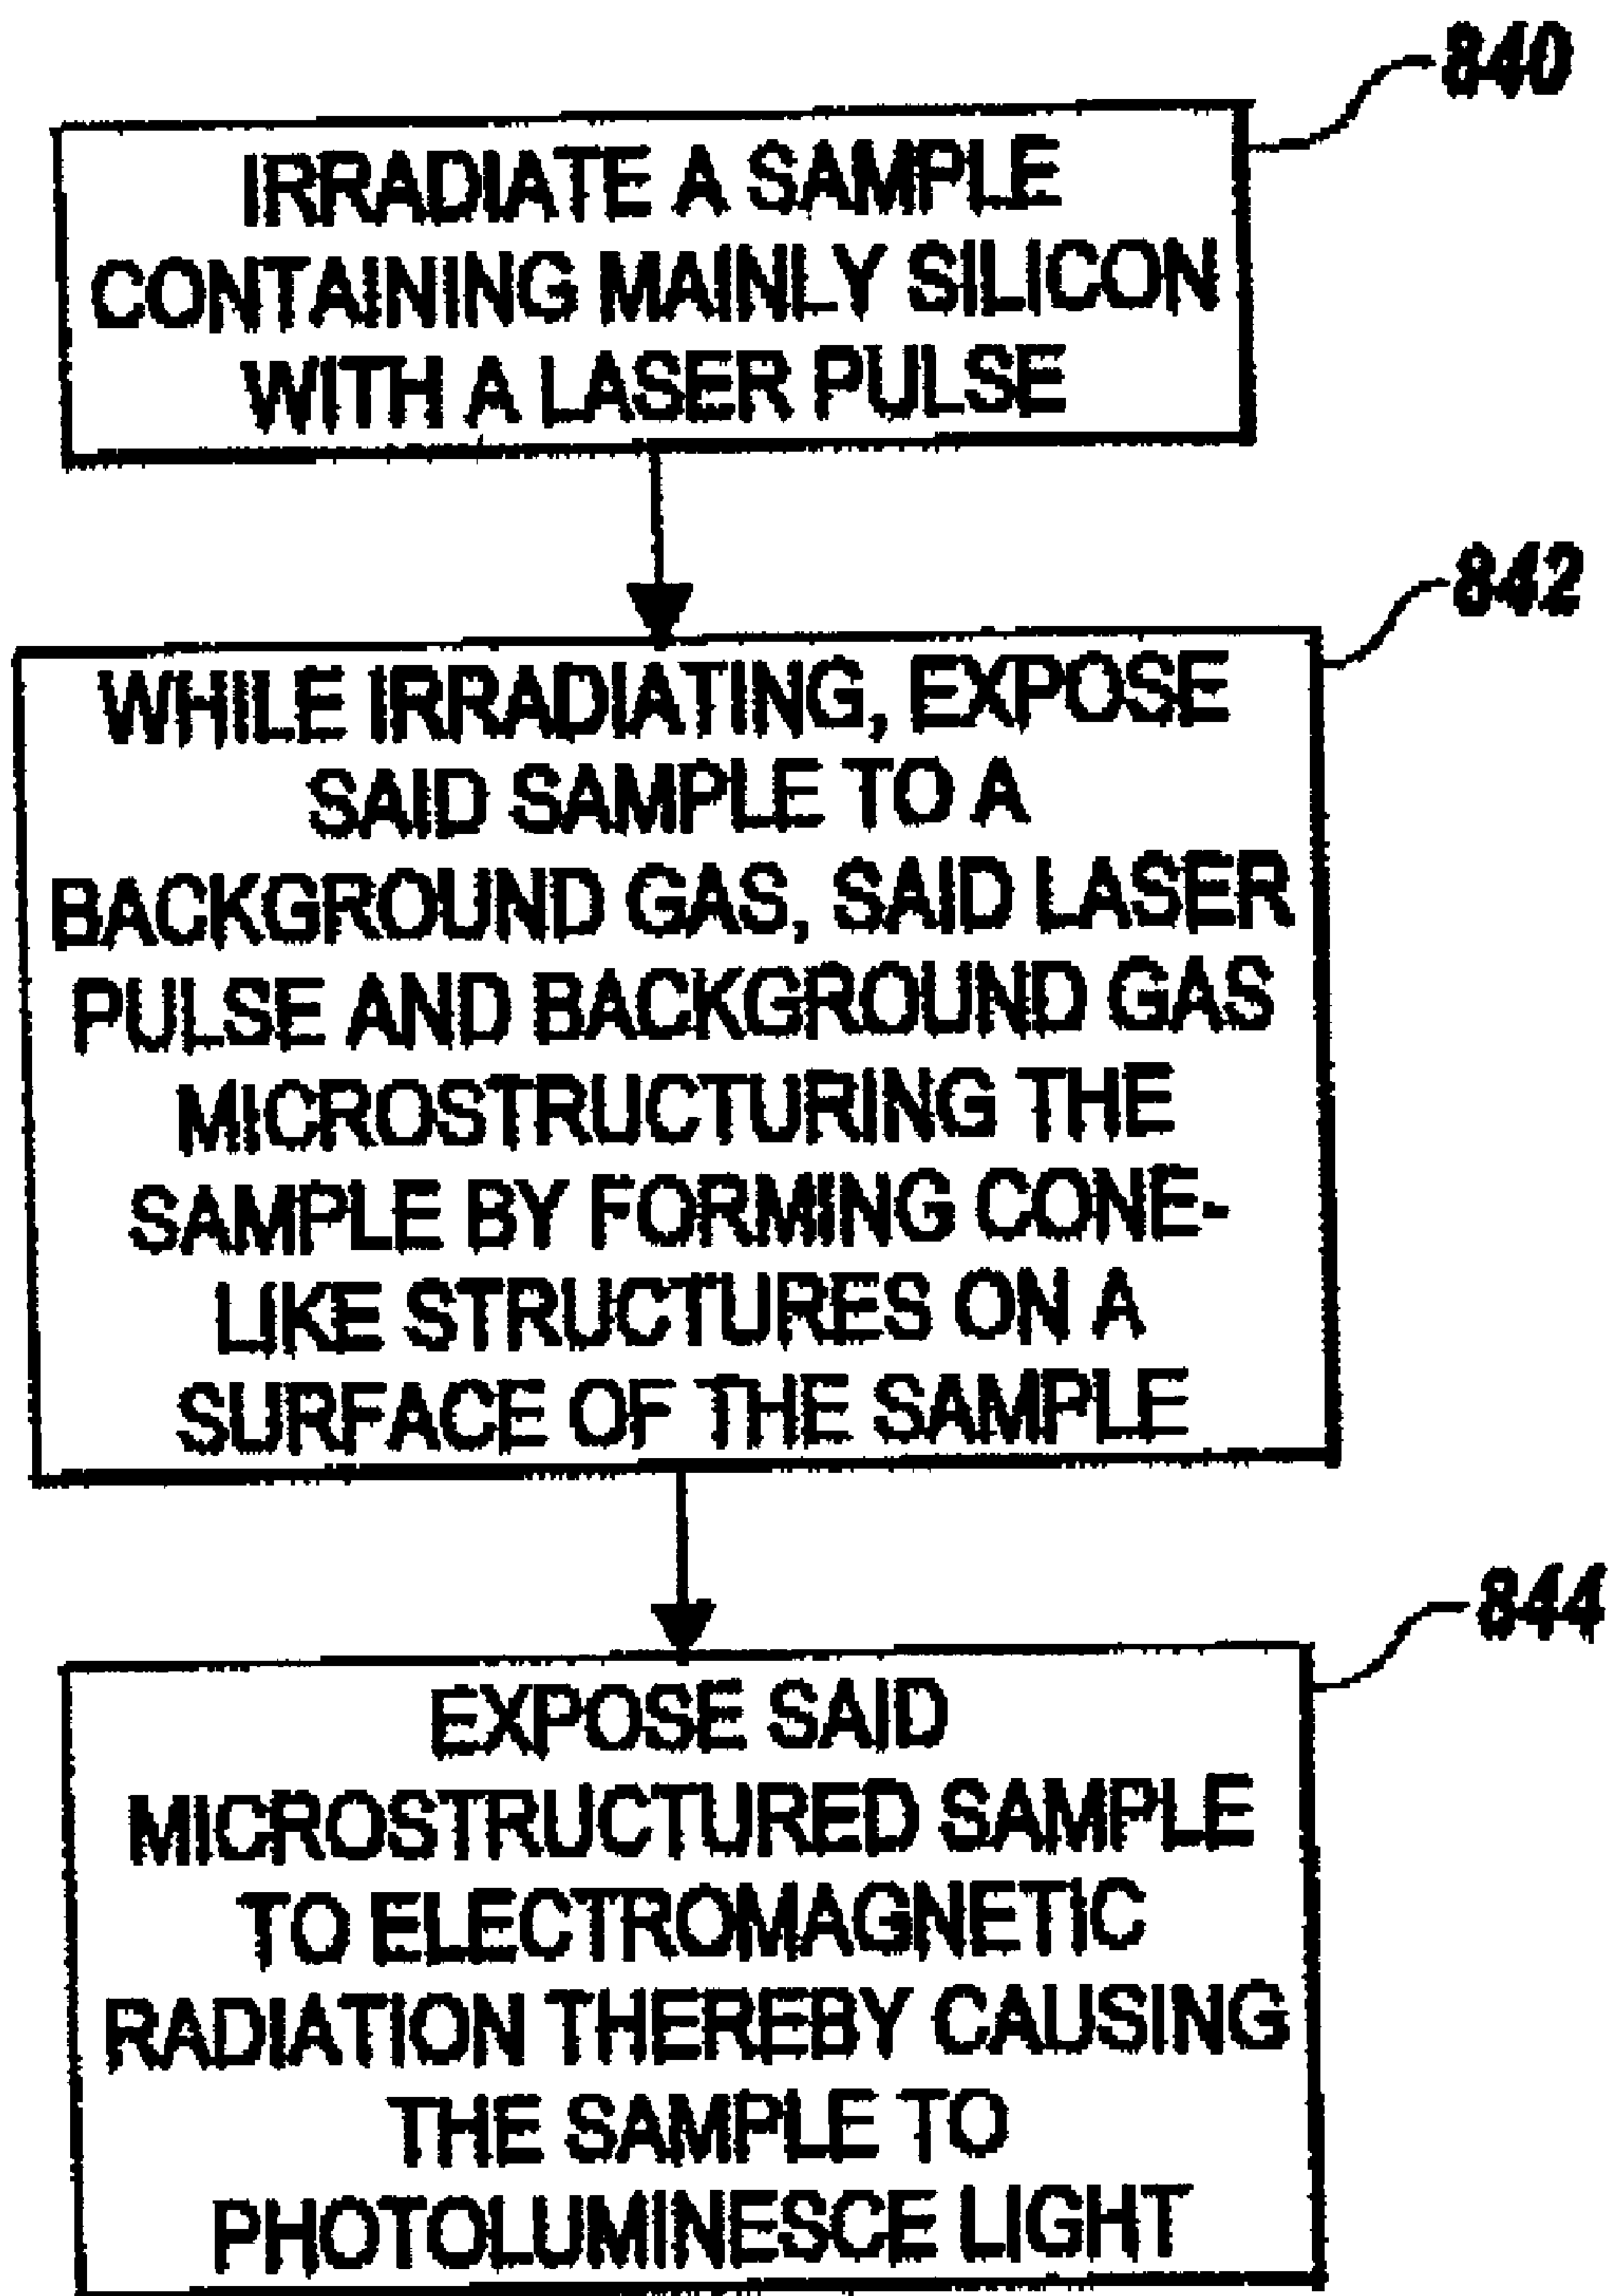 840
IRRADIATE A SAMPLE
CONTAINING MAINLY SILICON
WITH A LASER PULSE
842
WHILE IRRADIATING, EXPOSE
SAID SAMPLE TO A
BACKGROUND GAS, SAID LASER
PULSE AND BACKGROUND GAS
MICROSTRUCTURING THE
SAMPLE BY FORMING CONE-
LIKE STRUCTURES ON A
SURFACE OF THE SAMPLE
844
EXPOSE SAID
MICROSTRUCTURED SAMPLE
TO ELECTROMAGNETIC
RADIATION THEREBY CAUSING
THE SAMPLE TO
PHOTOLUMINESCE LIGHT